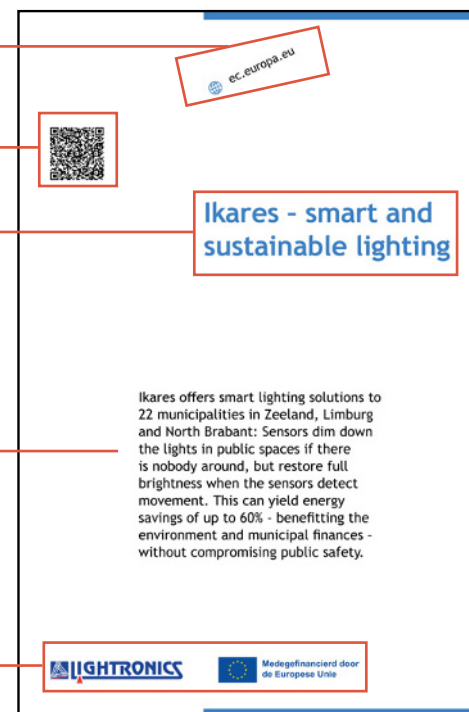 ec.europa.eu
Ikares – smart and
sustainable lighting
Ikares offers smart lighting solutions to
22 municipalities in Zeeland, Limburg
and North Brabant: Sensors dim down
the lights in public spaces if there
is nobody around, but restore full
brightness when the sensors detect
movement. This can yield energy
savings of up to 60% - benefitting the
environment and municipal finances –
without compromising public safety.
LIGHTRONICS
Medegefinancierd door
de Europese Unie